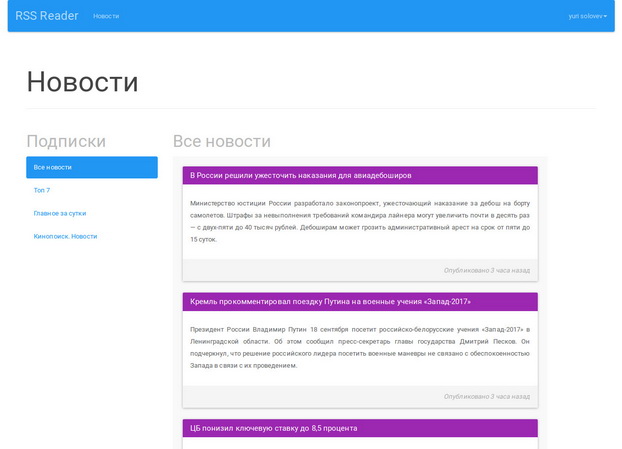 RSS Reader
Новости
yuri.solovev
Новости
Подписки
Все новости
Топ 7
Главное за сутки
Кинопоиск. Новости
Все новости
В России решили ужесточить наказания для авиадебоширов
Министерство юстиции России разработало законопроект, ужесточающий наказание за дебош на борту
самолетов. Штрафы за невыполнения требований командира лайнера могут увеличить почти в десять раз
— с двух-пяти до 40 тысяч рублей. Дебоширам может грозить административный арест на срок от пяти до
15 суток.
Опубликовано 3 часа назад
Кремль прокомментировал поездку Путина на военные учения «Запад-2017»
Президент России Владимир Путин 18 сентября посетит российско-белорусские учения «Запад-2017» в
Ленинградской области. Об этом сообщил пресс-секретарь главы государства Дмитрий Песков. Он
подчеркнул, что решение российского лидера посетить военные маневры не связано с обеспокоенностью
Запада в связи с их проведением.
Опубликовано 3 часа назад
ЦБ понизил ключевую ставку до 8,5 процента